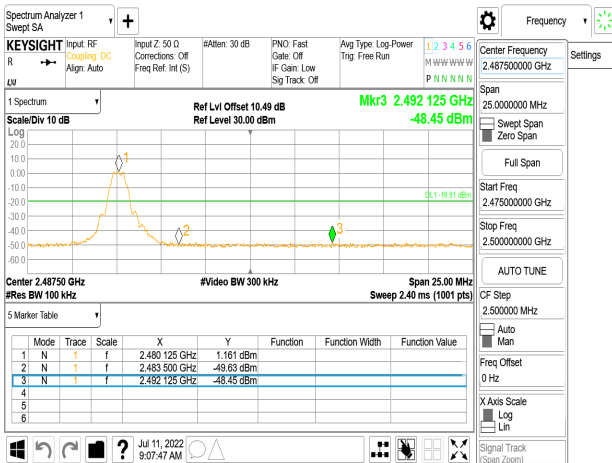 Spectrum Analyzer 1
Swept SA
+
Frequency
KEYSIGHT
R
Input: RF
Coupling: DC
Align: Auto
Input Z: 50 Ω
Corrections: Off
Freq Ref: Int (S)
#Atten: 30 dB
PNO: Fast
Gate: Off
IF Gain: Low
Sig Track: Off
Avg Type: Log-Power
Trig: Free Run
1 2 3 4 5 6
M W W W W W
P N N N N N
1 Spectrum
Scale/Div 10 dB
Ref Lvl Offset 10.49 dB
Ref Level 30.00 dBm
Mkr3 2.492 125 GHz
-48.45 dBm
Log
20.0
10.0
0.00
-10.0
-20.0
-30.0
-40.0
-50.0
-60.0
1
2
3
DL1 -18.91 dBm
Center 2.48750 GHz
#Res BW 100 kHz
#Video BW 300 kHz
Span 25.00 MHz
Sweep 2.40 ms (1001 pts)
5 Marker Table
Mode Trace Scale X Y Function Function Width Function Value
1 N 1 f 2.480 125 GHz 1.161 dBm
2 N 1 f 2.483 500 GHz -49.63 dBm
3 N 1 f 2.492 125 GHz -48.45 dBm
4
5
6
?
Jul 11, 2022
9:07:47 AM
Settings
Center Frequency
2.487500000 GHz
Span
25.0000000 MHz
Swept Span
Zero Span
Full Span
Start Freq
2.475000000 GHz
Stop Freq
2.500000000 GHz
AUTO TUNE
CF Step
2.500000 MHz
Auto
Man
Freq Offset
0 Hz
X Axis Scale
Log
Lin
Signal Track
(Span Zoom)